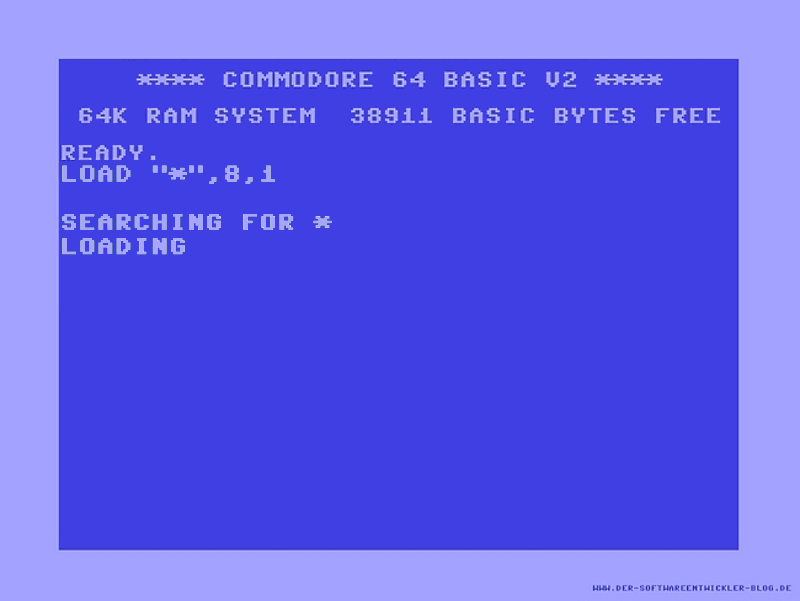 **** COMMODORE 64 BASIC V2 ****
64K RAM SYSTEM  38911 BASIC BYTES FREE
READY.
LOAD "*",8,1
SEARCHING FOR *
LOADING
WWW.DER-SOFTWAREENTWICKLER-BLOG.DE